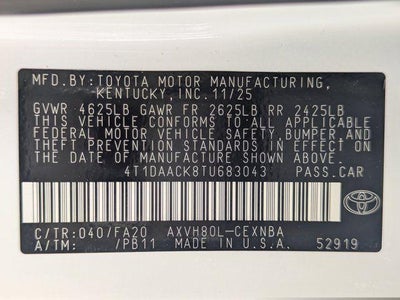 MFD. BY:TOYOTA MOTOR MANUFACTURING,
KENTUCKY,INC.11/25
GVWR 4625LB GAWR FR 2625LB RR 2425LB
THIS VEHICLE CONFORMS TO ALL APPLICABLE
FEDERAL MOTOR VEHICLE SAFETY, BUMPER, AND
THEFT PREVENTION STANDARDS IN EFFECT ON
THE DATE OF MANUFACTURE SHOWN ABOVE.
4T1DAACK8TU683043 PASS.CAR
C/TR:040/FA20 AXVH80L-CEXNBA
A/TM: /PB11 MADE IN U.S.A. 52919